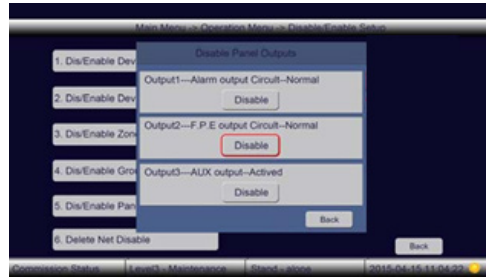 Main Menu -> Operation Menu -> Disable/Enable Setup
Disable Panel Outputs
1. Dis/Enable Dev
Output1---Alarm output Circuit--Normal
Disable
2. Dis/Enable Dev
Output2---F.P.E output Circuit--Normal
3. Dis/Enable Zon
Disable
4. Dis/Enable Gro
Output3---AUX output--Actived
Disable
5. Dis/Enable Pan
Back
6. Delete Net Disable
Back
Commission Status Level3 - Maintenance Stand - alone 2015-04-15 11:04:22